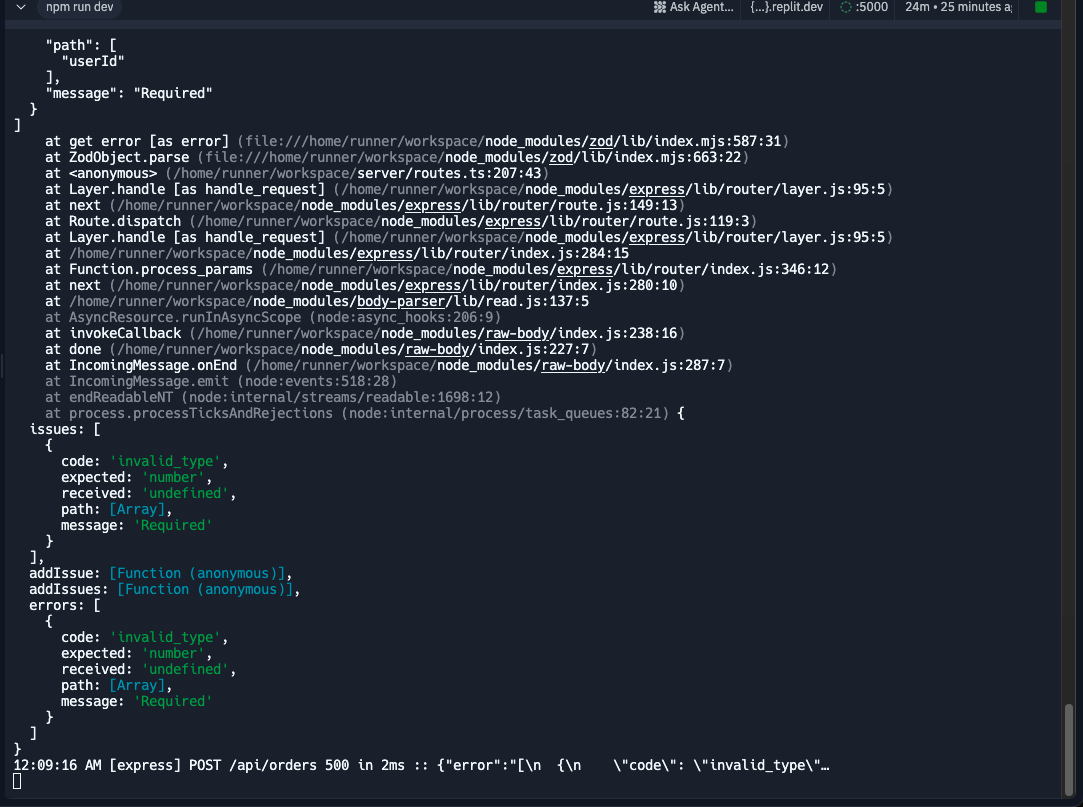 npm run dev
Ask Agent... {...}.replit.dev :5000 24m • 25 minutes a
    "path": [
      "userId"
    ],
    "message": "Required"
  }
]
    at get error [as error] (file:///home/runner/workspace/node_modules/zod/lib/index.mjs:587:31)
    at ZodObject.parse (file:///home/runner/workspace/node_modules/zod/lib/index.mjs:663:22)
    at <anonymous> (/home/runner/workspace/server/routes.ts:207:43)
    at Layer.handle [as handle_request] (/home/runner/workspace/node_modules/express/lib/router/layer.js:95:5)
    at next (/home/runner/workspace/node_modules/express/lib/router/route.js:149:13)
    at Route.dispatch (/home/runner/workspace/node_modules/express/lib/router/route.js:119:3)
    at Layer.handle [as handle_request] (/home/runner/workspace/node_modules/express/lib/router/layer.js:95:5)
    at /home/runner/workspace/node_modules/express/lib/router/index.js:284:15
    at Function.process_params (/home/runner/workspace/node_modules/express/lib/router/index.js:346:12)
    at next (/home/runner/workspace/node_modules/express/lib/router/index.js:280:10)
    at /home/runner/workspace/node_modules/body-parser/lib/read.js:137:5
    at AsyncResource.runInAsyncScope (node:async_hooks:206:9)
    at invokeCallback (/home/runner/workspace/node_modules/raw-body/index.js:238:16)
    at done (/home/runner/workspace/node_modules/raw-body/index.js:227:7)
    at IncomingMessage.onEnd (/home/runner/workspace/node_modules/raw-body/index.js:287:7)
    at IncomingMessage.emit (node:events:518:28)
    at endReadableNT (node:internal/streams/readable:1698:12)
    at process.processTicksAndRejections (node:internal/process/task_queues:82:21) {
  issues: [
    {
      code: 'invalid_type',
      expected: 'number',
      received: 'undefined',
      path: [Array],
      message: 'Required'
    }
  ],
  addIssue: [Function (anonymous)],
  addIssues: [Function (anonymous)],
  errors: [
    {
      code: 'invalid_type',
      expected: 'number',
      received: 'undefined',
      path: [Array],
      message: 'Required'
    }
  ]
}
12:09:16 AM [express] POST /api/orders 500 in 2ms :: {"error":"[\n  {\n    \"code\": \"invalid_type\"…